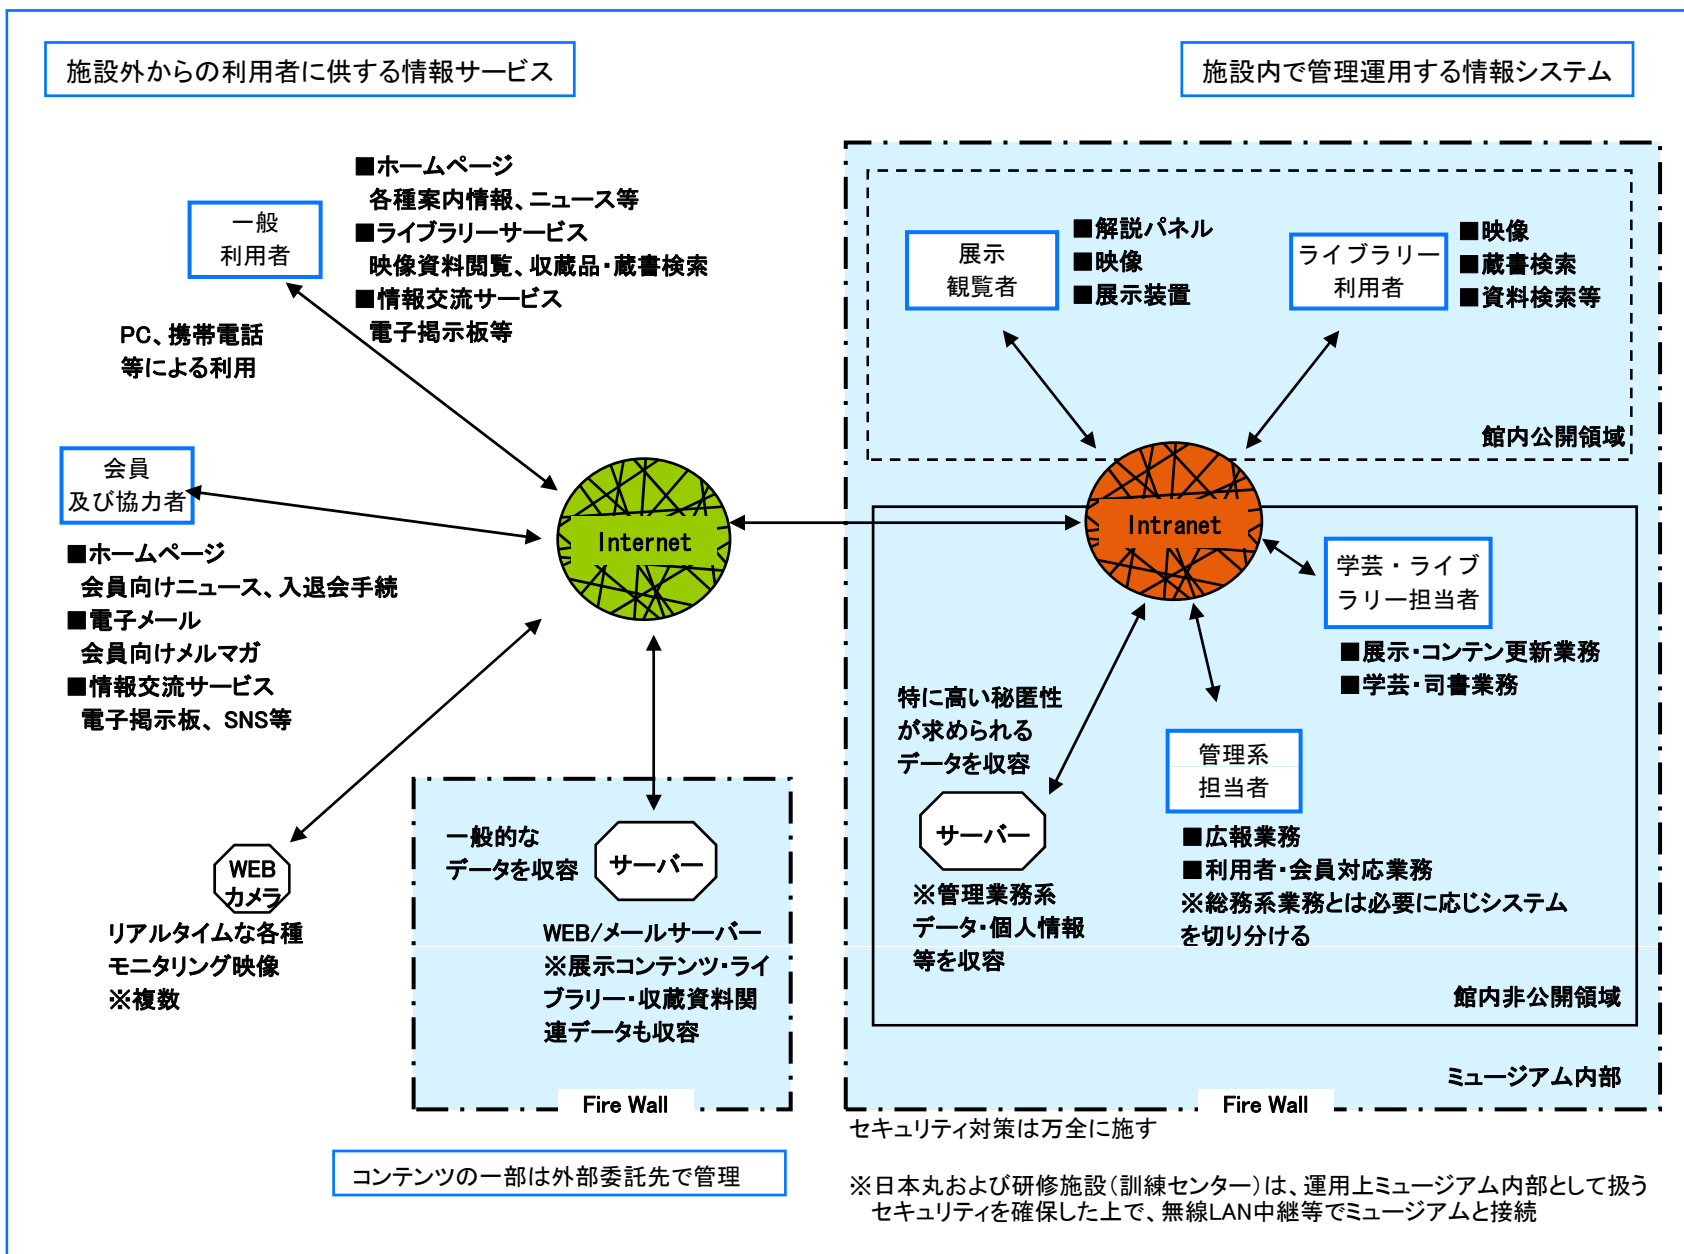 施設外からの利用者に供する情報サービス
施設内で管理運用する情報システム
■ホームページ
各種案内情報、ニュース等
■ライブラリーサービス
映像資料閲覧、収蔵品・蔵書検索
■情報交流サービス
電子掲示板等
一般
利用者
PC、携帯電話
等による利用
会員
及び協力者
■ホームページ
会員向けニュース、入退会手続
■電子メール
会員向けメルマガ
■情報交流サービス
電子掲示板、SNS等
Internet
WEB
カメラ
リアルタイムな各種
モニタリング映像
※複数
一般的な
データを収容
サーバー
WEB/メールサーバー
※展示コンテンツ・ライ
ブラリー・収蔵資料関
連データも収容
Fire Wall
コンテンツの一部は外部委託先で管理
展示
観覧者
■解説パネル
■映像
■展示装置
ライブラリー
利用者
■映像
■蔵書検索
■資料検索等
館内公開領域
Intranet
学芸・ライブ
ラリー担当者
■展示・コンテン更新業務
■学芸・司書業務
特に高い秘匿性
が求められる
データを収容
サーバー
※管理業務系
データ・個人情報
等を収容
管理系
担当者
■広報業務
■利用者・会員対応業務
※総務系業務とは必要に応じシステム
を切り分ける
館内非公開領域
ミュージアム内部
Fire Wall
セキュリティ対策は万全に施す
※日本丸および研修施設（訓練センター）は、運用上ミュージアム内部として扱う
セキュリティを確保した上で、無線LAN中継等でミュージアムと接続